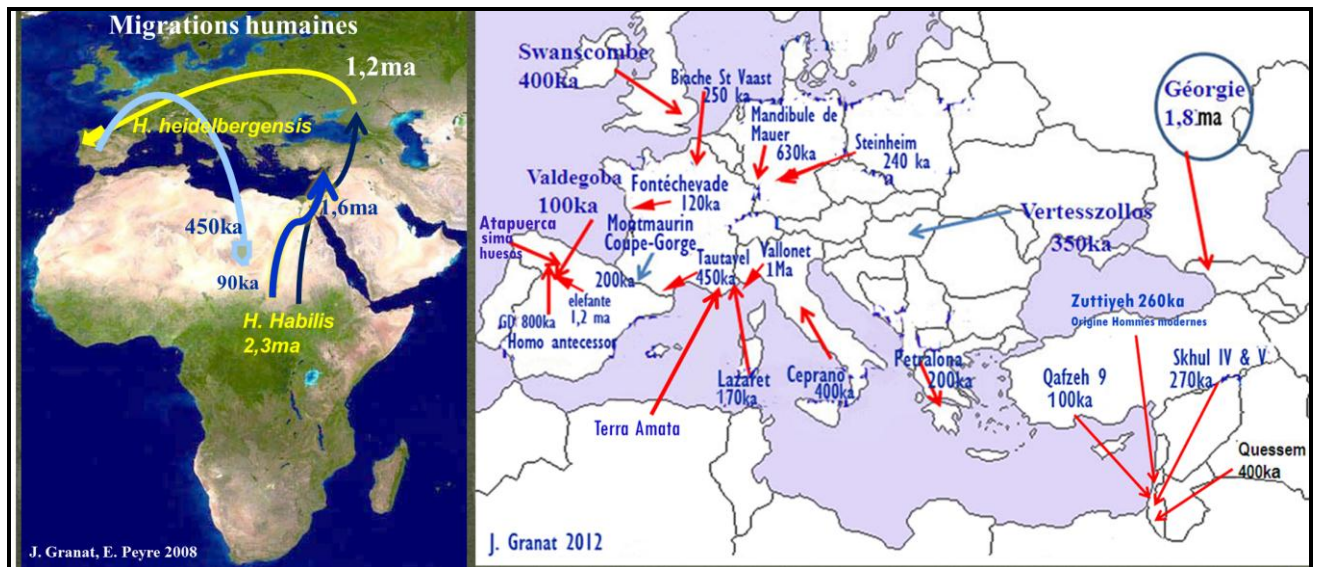 Migrations humaines
1,2ma
H. heidelbergensis
1,6ma
450ka
90ka
H. Habilis
2,3ma
J. Granat, E. Peyre 2008
Swanscombe
400ka
Biache St Vaast
250 ka
Mandibule de
Mauer
630ka
Steinheim
240 ka
Géorgie
1,8ma
Valdegoba
100ka
Fontéchevade
120ka
Atapuerca
sima
huesos
Montmaurin
Coupe-Gorge
200ka
Tautavel
450ka
Vallonet
1Ma
Vertesszollos
350ka
elefante
1,2 ma
GD 800ka
Homo antecessor
Zuttiyeh 260ka
Origine Hommes modernes
Lazaret
170ka
Ceprano
400ka
Petralona
200ka
Qafzeh 9
100ka
Skhul IV & V
270ka
Terra Amata
Quessem
400ka
J. Granat 2012